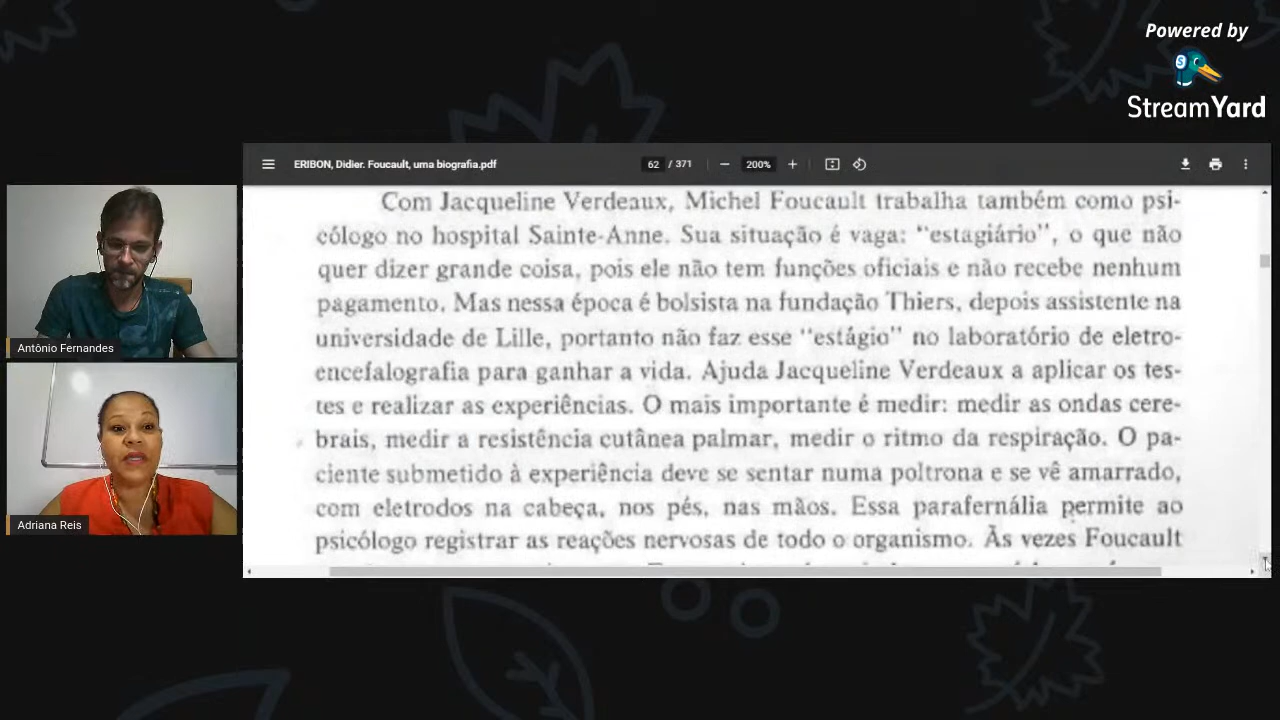 Powered by
StreamYard
ERIBON, Didier. Foucault, uma biografia.pdf
62 / 371
200%
Com Jacqueline Verdeaux, Michel Foucault trabalha também como psi-
cólogo no hospital Sainte-Anne. Sua situação é vaga: "estagiário", o que não
quer dizer grande coisa, pois ele não tem funções oficiais e não recebe nenhum
pagamento. Mas nessa época é bolsista na fundação Thiers, depois assistente na
universidade de Lille, portanto não faz esse "estágio" no laboratório de eletro-
encefalografia para ganhar a vida. Ajuda Jacqueline Verdeaux a aplicar os tes-
tes e realizar as experiências. O mais importante é medir: medir as ondas cere-
brais, medir a resistência cutânea palmar, medir o ritmo da respiração. O pa-
ciente submetido à experiência deve se sentar numa poltrona e se vê amarrado,
com eletrodos na cabeça, nos pés, nas mãos. Essa parafernália permite ao
psicólogo registrar as reações nervosas de todo o organismo. Às vezes Foucault
Antônio Fernandes
Adriana Reis